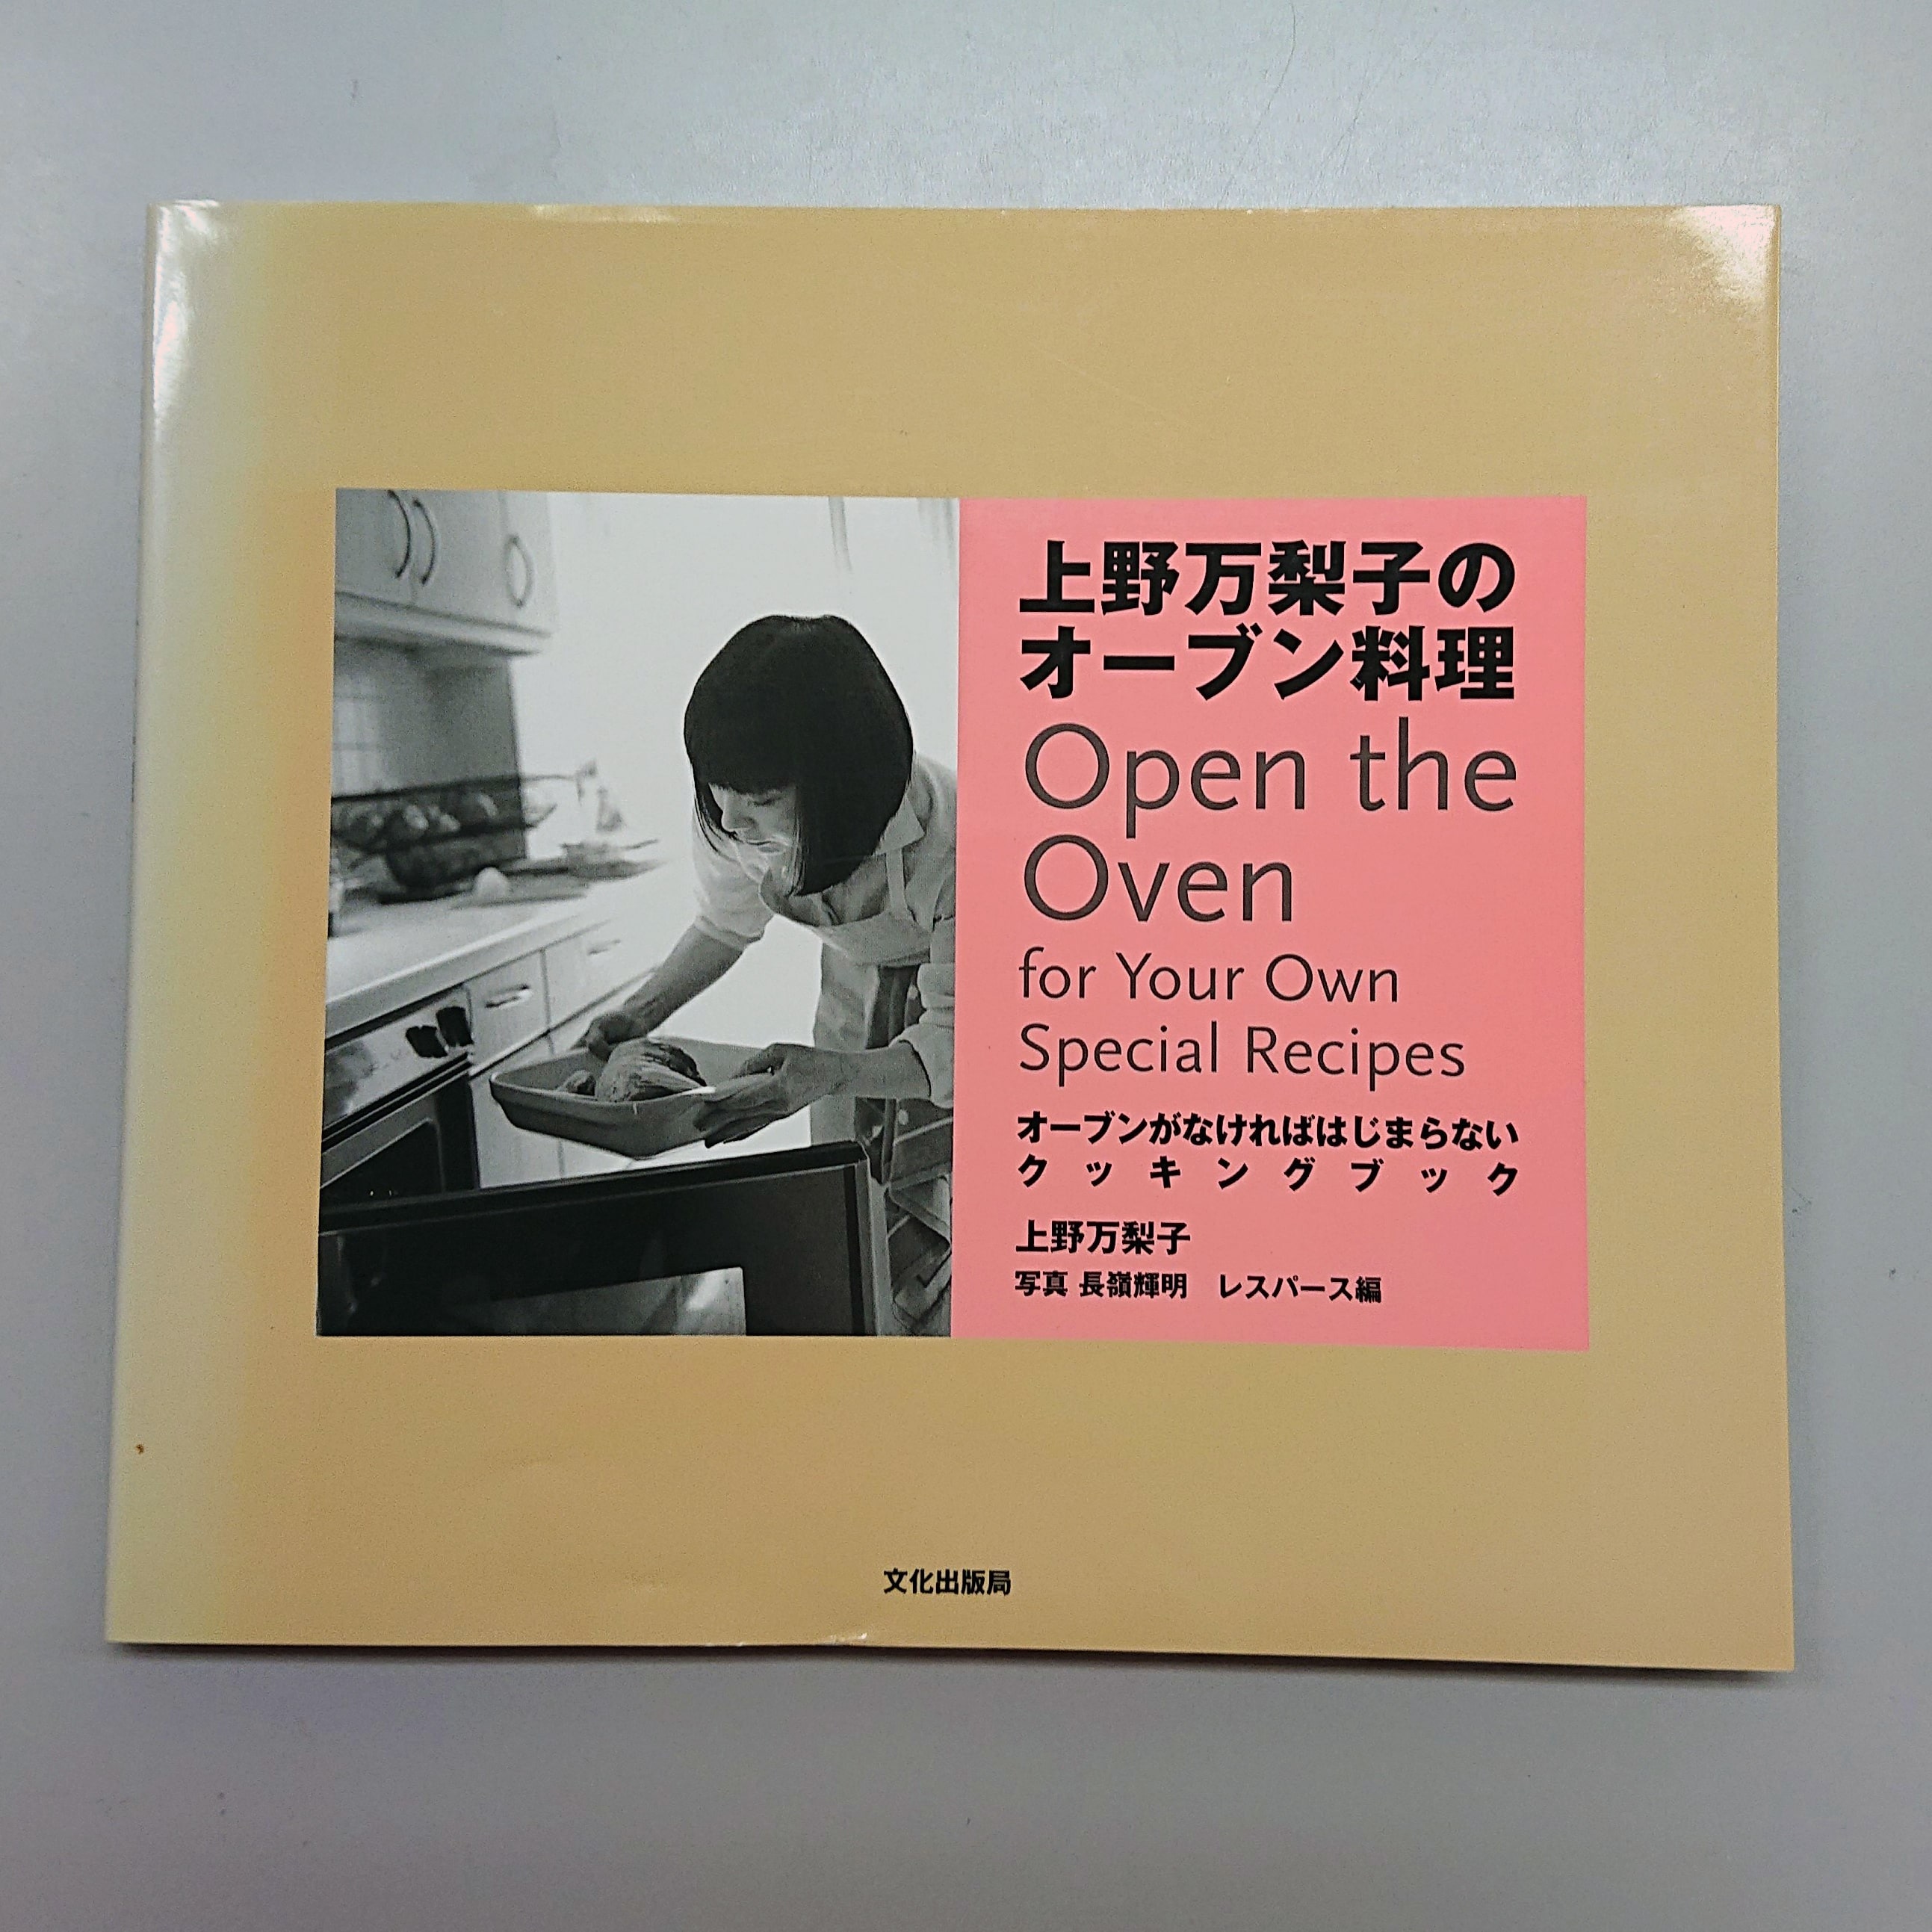 上野万梨子の
オーブン料理
Open the
Oven
for Your Own
Special Recipes
オーブンがなければはじまらない
クッキングブック
上野万梨子
写真 長嶺輝明　レスパース編
文化出版局